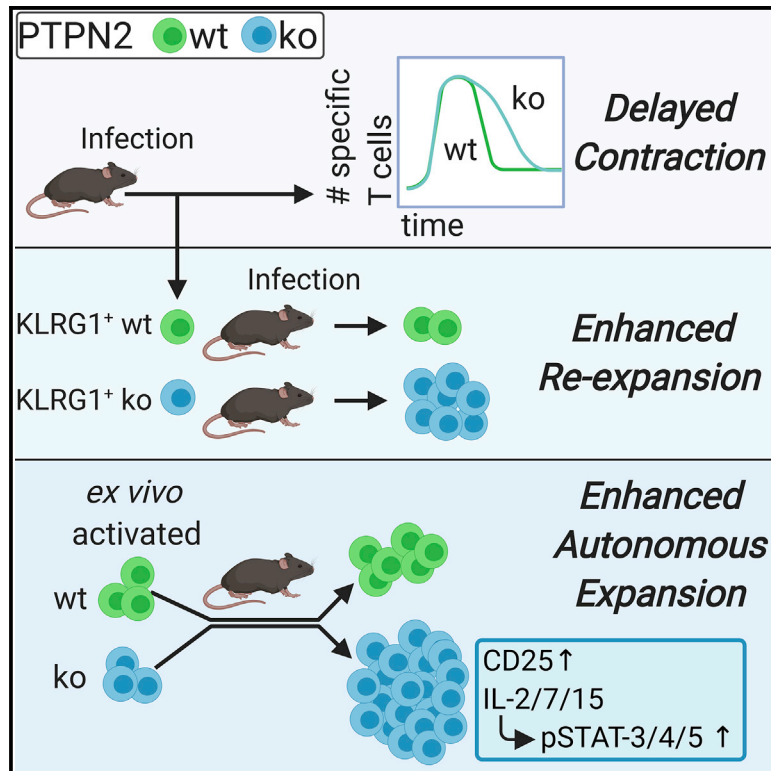 PTPN2 wt ko
Infection
# specific
T cells
ko
wt
time
Delayed
Contraction
Infection
KLRG1⁺ wt
KLRG1⁺ ko
Enhanced
Re-expansion
ex vivo
activated
wt
ko
Enhanced
Autonomous
Expansion
CD25↑
IL-2/7/15
pSTAT-3/4/5 ↑